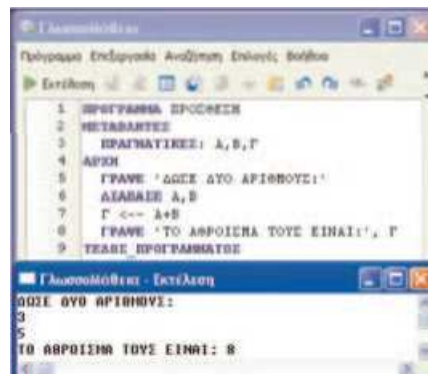 Γλωσσομάθεια
Πρόγραμμα Επεξεργασία Αναζήτηση Επιλογές Βοήθεια
Εκτέλεση
1 ΠΡΟΓΡΑΜΜΑ ΠΡΟΣΘΕΣΗ
2 ΜΕΤΑΒΛΗΤΕΣ
3 ΠΡΑΓΜΑΤΙΚΕΣ: Α,Β,Γ
4 ΑΡΧΗ
5 ΓΡΑΨΕ 'ΔΩΣΕ ΔΥΟ ΑΡΙΘΜΟΥΣ:'
6 ΔΙΑΒΑΣΕ Α,Β
7 Γ <-- Α+Β
8 ΓΡΑΨΕ 'ΤΟ ΑΘΡΟΙΣΜΑ ΤΟΥΣ ΕΙΝΑΙ:', Γ
9 ΤΕΛΟΣ_ΠΡΟΓΡΑΜΜΑΤΟΣ
Γλωσσομάθεια - Εκτέλεση
ΔΩΣΕ ΔΥΟ ΑΡΙΘΜΟΥΣ:
3
5
ΤΟ ΑΘΡΟΙΣΜΑ ΤΟΥΣ ΕΙΝΑΙ: 8